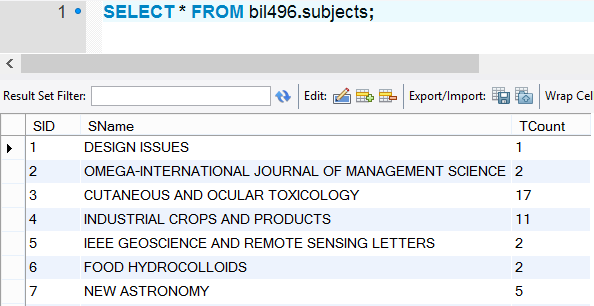 1 SELECT * FROM bil496.subjects;
Result Set Filter: Edit: Export/Import: Wrap Cel
SID SName TCount
1 DESIGN ISSUES 1
2 OMEGA-INTERNATIONAL JOURNAL OF MANAGEMENT SCIENCE 2
3 CUTANEOUS AND OCULAR TOXICOLOGY 17
4 INDUSTRIAL CROPS AND PRODUCTS 11
5 IEEE GEOSCIENCE AND REMOTE SENSING LETTERS 2
6 FOOD HYDROCOLLOIDS 2
7 NEW ASTRONOMY 5